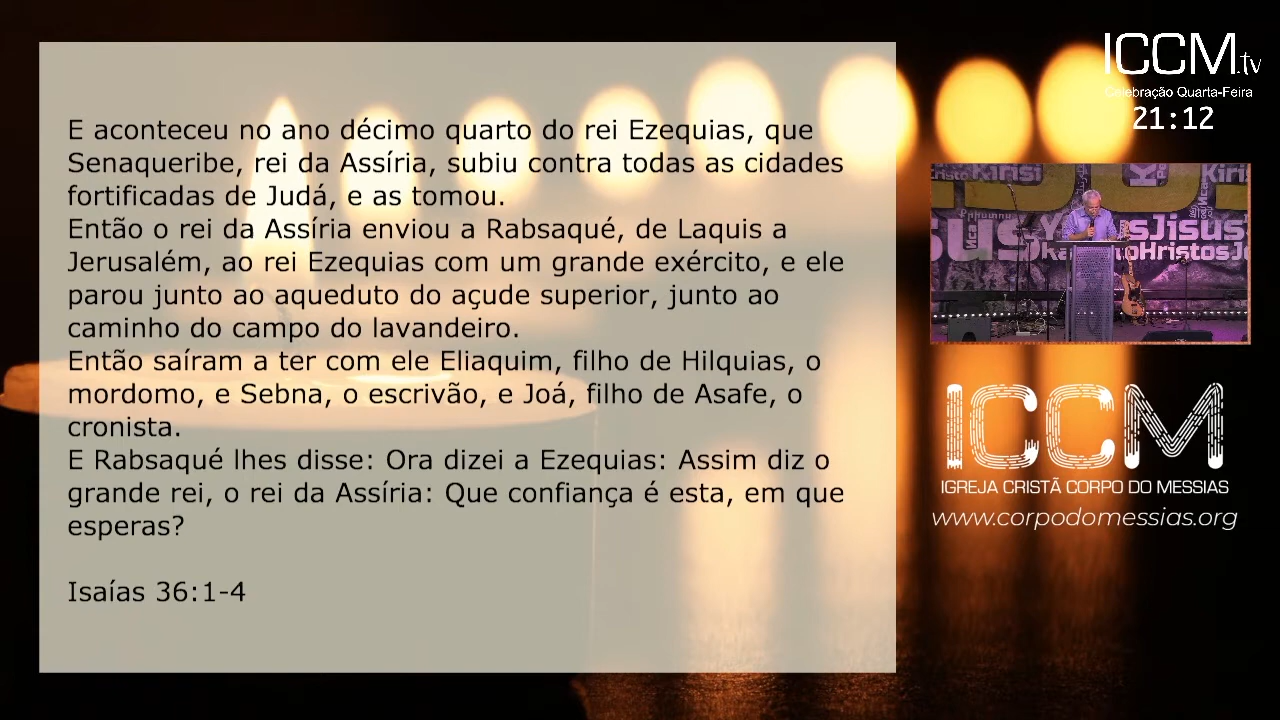 E aconteceu no ano décimo quarto do rei Ezequias, que
Senaqueribe, rei da Assíria, subiu contra todas as cidades
fortificadas de Judá, e as tomou.
Então o rei da Assíria enviou a Rabsaqué, de Laquis a
Jerusalém, ao rei Ezequias com um grande exército, e ele
parou junto ao aqueduto do açude superior, junto ao
caminho do campo do lavandeiro.
Então saíram a ter com ele Eliaquim, filho de Hilquias, o
mordomo, e Sebna, o escrivão, e Joá, filho de Asafe, o
cronista.
E Rabsaqué lhes disse: Ora dizei a Ezequias: Assim diz o
grande rei, o rei da Assíria: Que confiança é esta, em que
esperas?
Isaías 36:1-4
ICCM.tv
Celebração Quarta-Feira
21:12
Kirisi
Jisus
Hristos
ICCM
IGREJA CRISTÃ CORPO DO MESSIAS
www.corpodomessias.org